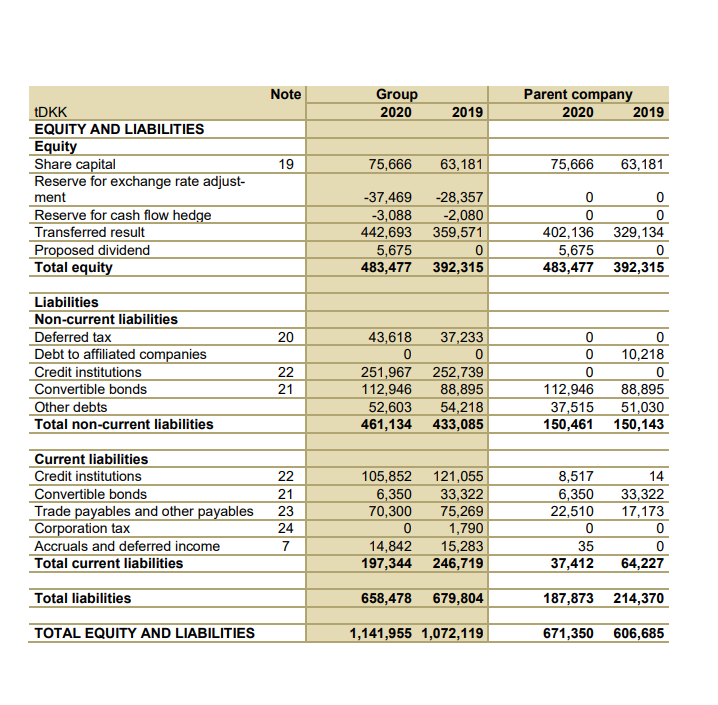 Note Group Parent company
tDKK 2020 2019 2020 2019
EQUITY AND LIABILITIES
Equity
Share capital 19 75,666 63,181 75,666 63,181
Reserve for exchange rate adjust-
ment -37,469 -28,357 0 0
Reserve for cash flow hedge -3,088 -2,080 0 0
Transferred result 442,693 359,571 402,136 329,134
Proposed dividend 5,675 0 5,675 0
Total equity 483,477 392,315 483,477 392,315
Liabilities
Non-current liabilities
Deferred tax 20 43,618 37,233 0 0
Debt to affiliated companies 0 0 0 10,218
Credit institutions 22 251,967 252,739 0 0
Convertible bonds 21 112,946 88,895 112,946 88,895
Other debts 52,603 54,218 37,515 51,030
Total non-current liabilities 461,134 433,085 150,461 150,143
Current liabilities
Credit institutions 22 105,852 121,055 8,517 14
Convertible bonds 21 6,350 33,322 6,350 33,322
Trade payables and other payables 23 70,300 75,269 22,510 17,173
Corporation tax 24 0 1,790 0 0
Accruals and deferred income 7 14,842 15,283 35 0
Total current liabilities 197,344 246,719 37,412 64,227
Total liabilities 658,478 679,804 187,873 214,370
TOTAL EQUITY AND LIABILITIES 1,141,955 1,072,119 671,350 606,685